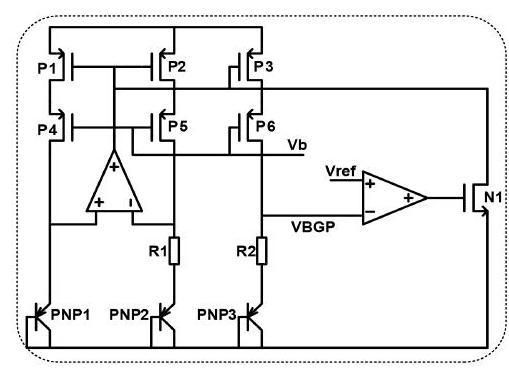 P1
P2
P3
P4
P5
P6
Vb
+
Vref
+
+
N1
+
-
-
VBGP
R1
R2
PNP1
PNP2
PNP3